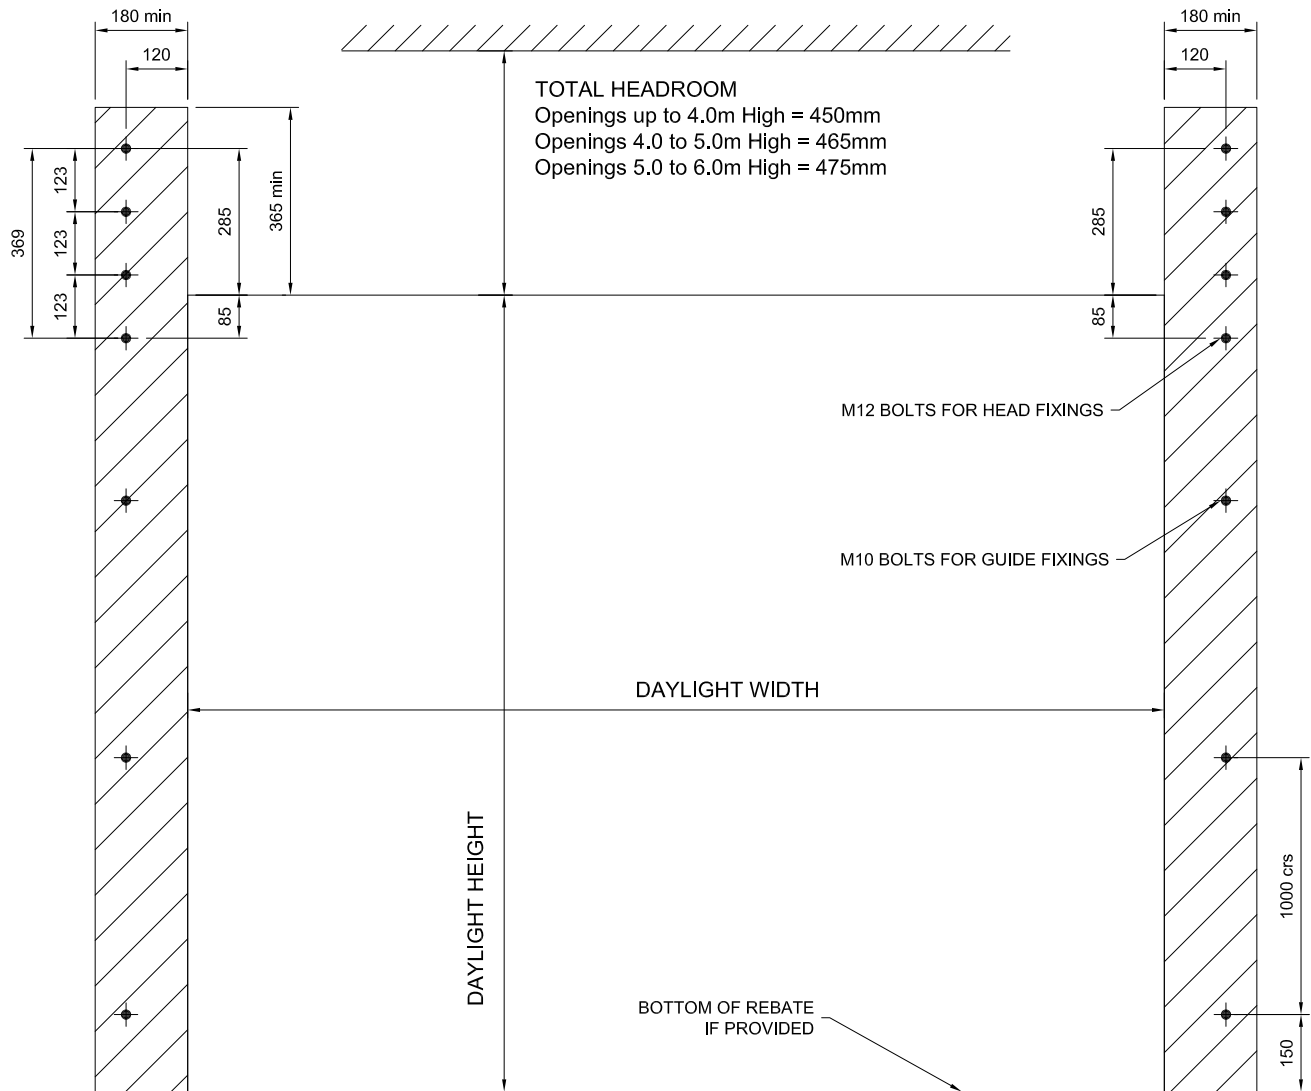 180 min
180 min
120
120
TOTAL HEADROOM
Openings up to 4.0m High = 450mm
Openings 4.0 to 5.0m High = 465mm
Openings 5.0 to 6.0m High = 475mm
369
123
123
123
285
85
365 min
285
85
M12 BOLTS FOR HEAD FIXINGS
M10 BOLTS FOR GUIDE FIXINGS
DAYLIGHT WIDTH
DAYLIGHT HEIGHT
1000 crs
BOTTOM OF REBATE
IF PROVIDED
150